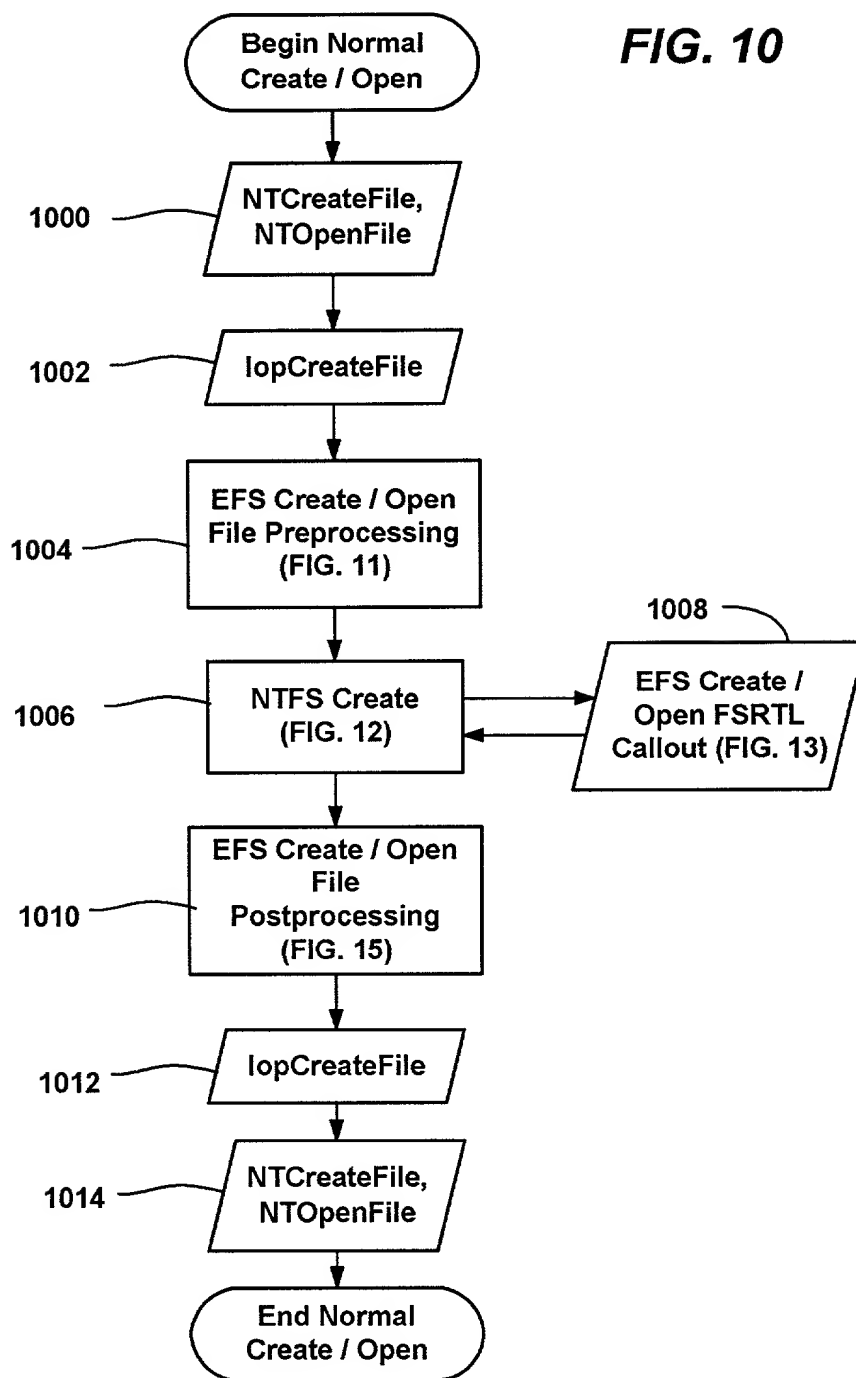 FIG. 10
Begin Normal
Create / Open
1000
NTCreateFile,
NTOpenFile
1002
IopCreateFile
1004
EFS Create / Open
File Preprocessing
(FIG. 11)
1006
NTFS Create
(FIG. 12)
1008
EFS Create /
Open FSRTL
Callout (FIG. 13)
1010
EFS Create / Open
File
Postprocessing
(FIG. 15)
1012
IopCreateFile
1014
NTCreateFile,
NTOpenFile
End Normal
Create / Open